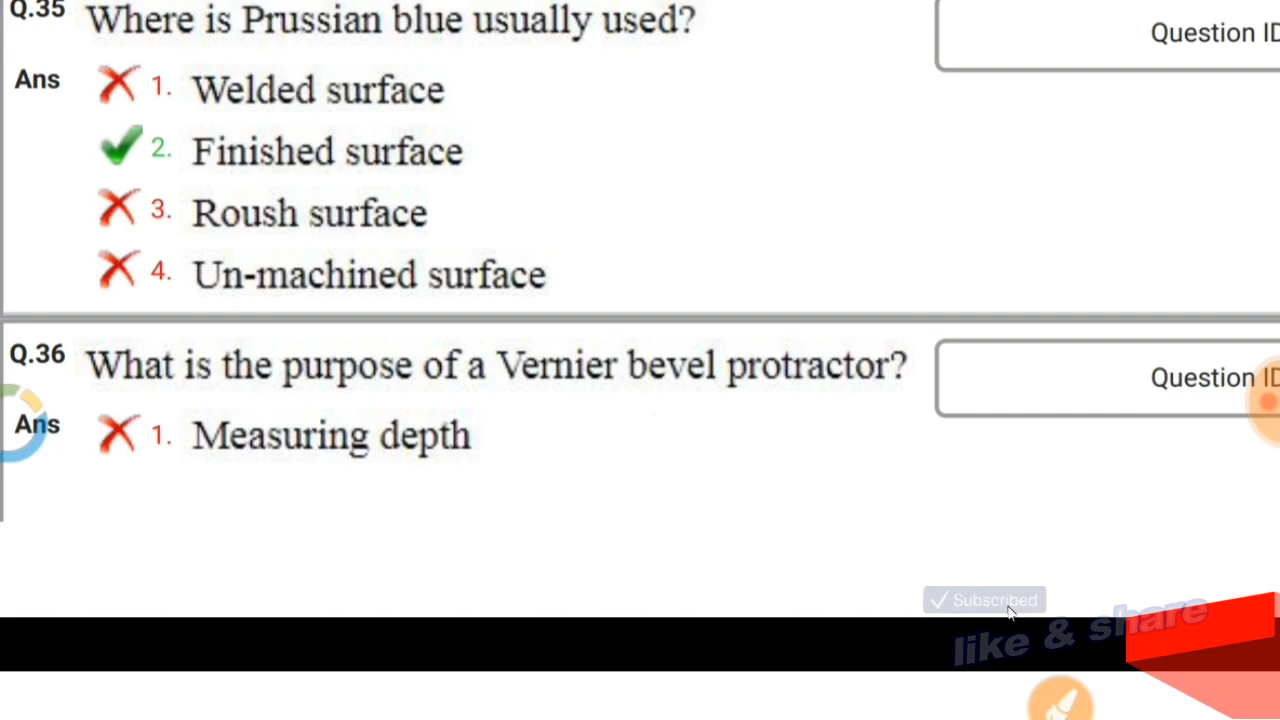 Q.35 Where is Prussian blue usually used?
Question ID
Ans 1. Welded surface
2. Finished surface
3. Roush surface
4. Un-machined surface
Q.36 What is the purpose of a Vernier bevel protractor?
Question ID
Ans 1. Measuring depth
Subscribed
like & share